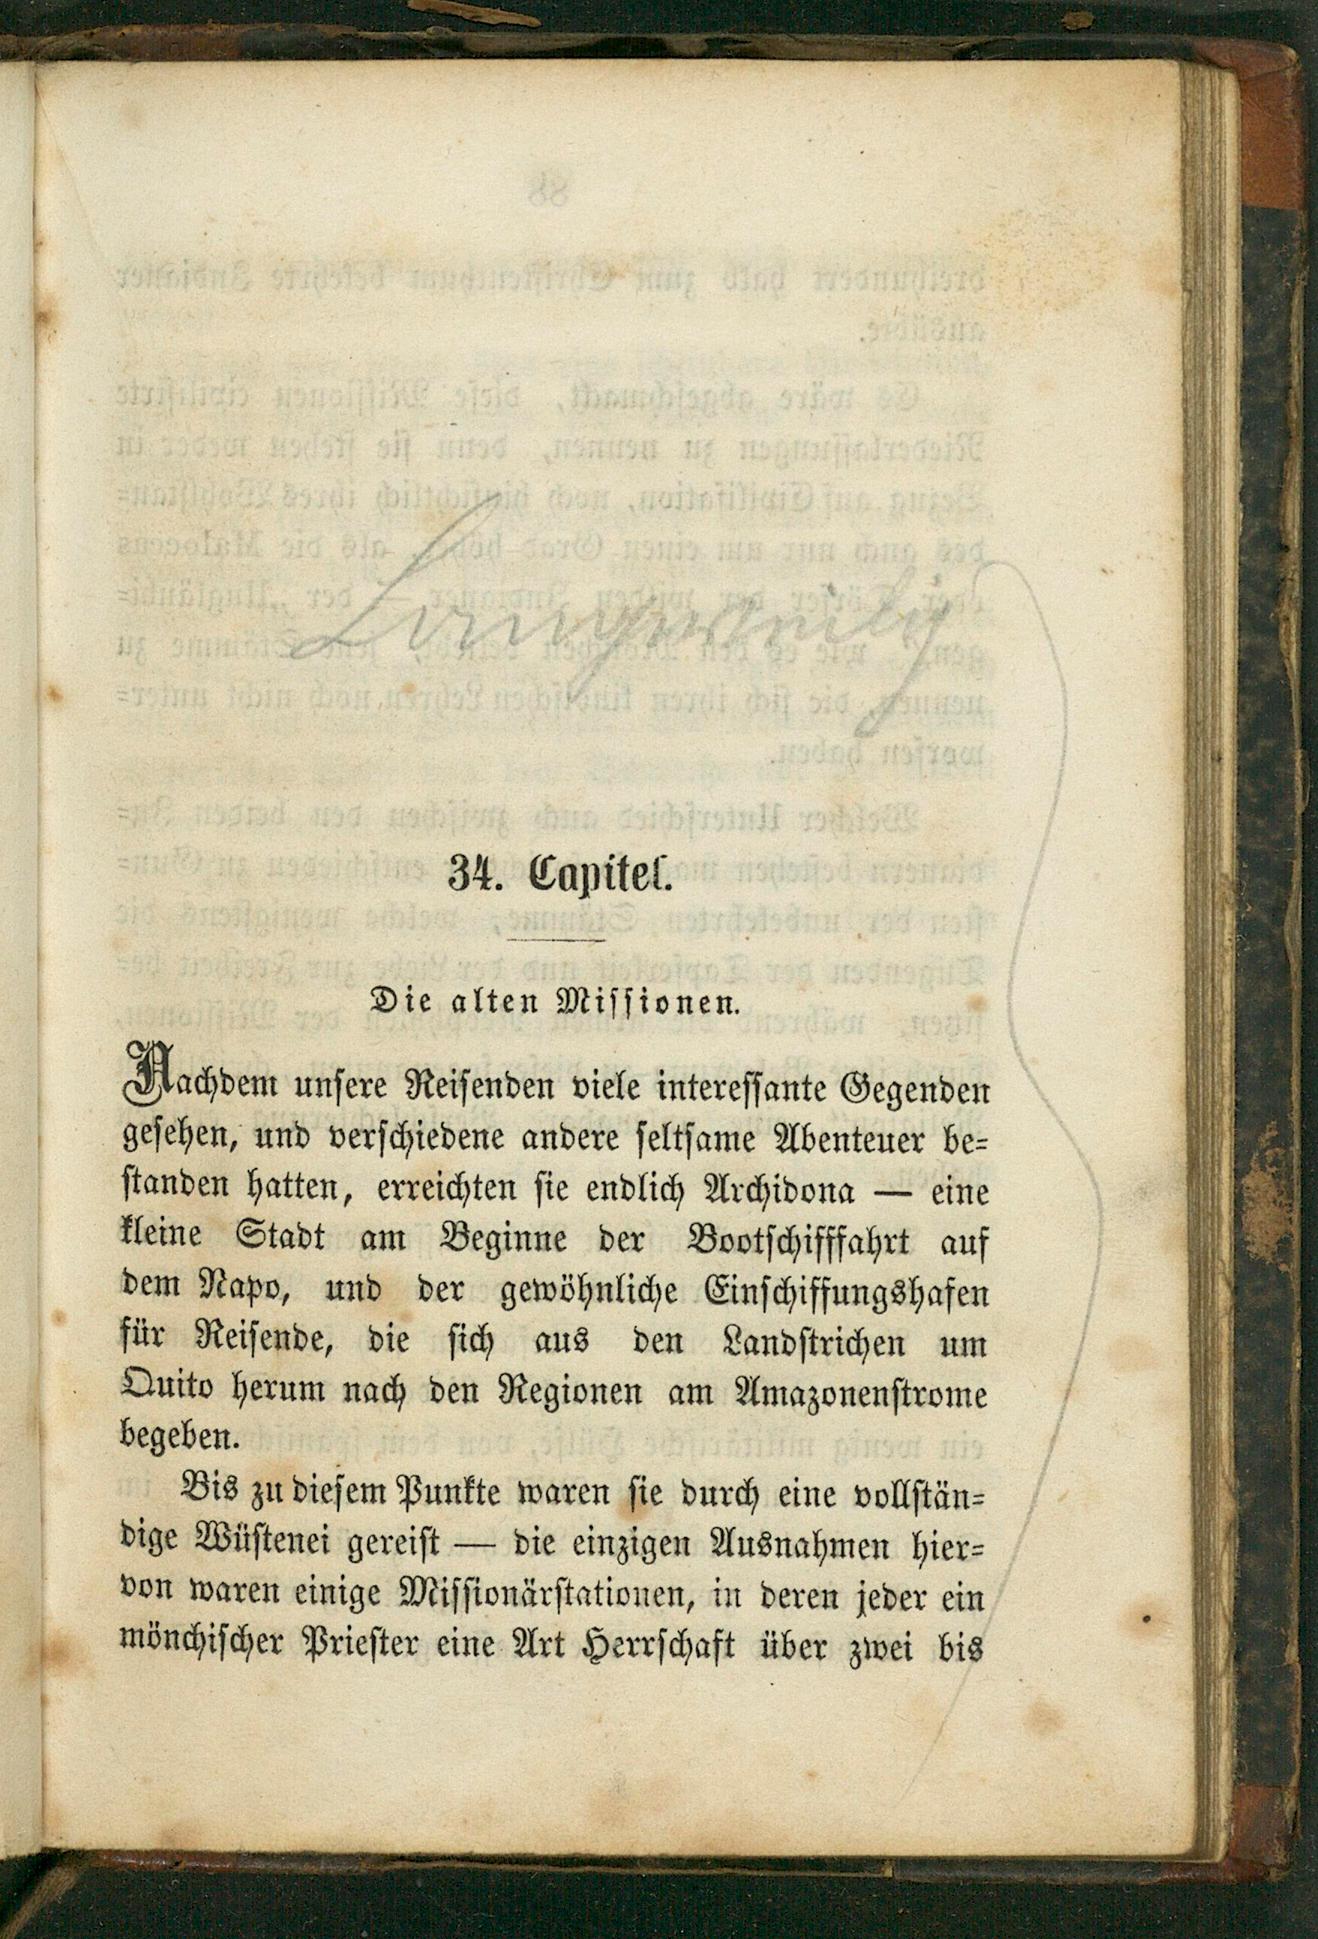 Langweilig
34. Capitel.
Die alten Missionen.
Nachdem unsere Reisenden viele interessante Gegenden
gesehen, und verschiedene andere seltsame Abenteuer be=
standen hatten, erreichten sie endlich Archidona — eine
kleine Stadt am Beginne der Bootschifffahrt auf
dem Napo, und der gewöhnliche Einschiffungshafen
für Reisende, die sich aus den Landstrichen um
Quito herum nach den Regionen am Amazonenstrome
begeben.
Bis zu diesem Punkte waren sie durch eine vollstän=
dige Wüstenei gereist — die einzigen Ausnahmen hier=
von waren einige Missionärstationen, in deren jeder ein
mönchischer Priester eine Art Herrschaft über zwei bis